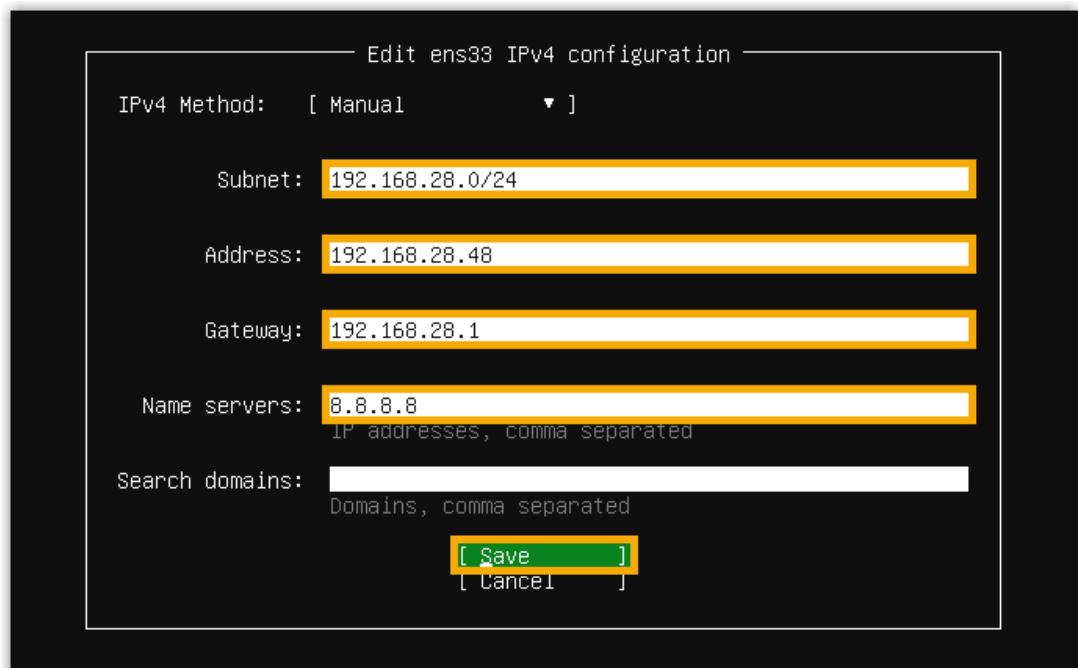 Edit ens33 IPv4 configuration
IPv4 Method: [ Manual ▼ ]
Subnet: 192.168.28.0/24
Address: 192.168.28.48
Gateway: 192.168.28.1
Name servers: 8.8.8.8
IP addresses, comma separated
Search domains:
Domains, comma separated
[ Save ]
[ Cancel ]